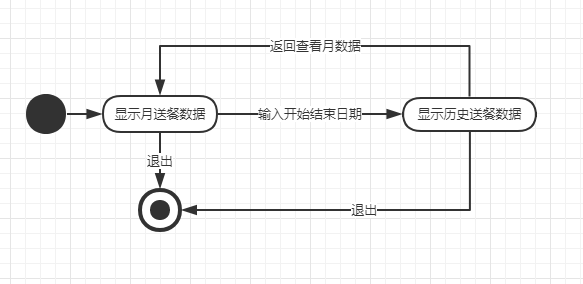 返回查看月数据
显示月送餐数据
输入开始结束日期
显示历史送餐数据
退出
退出